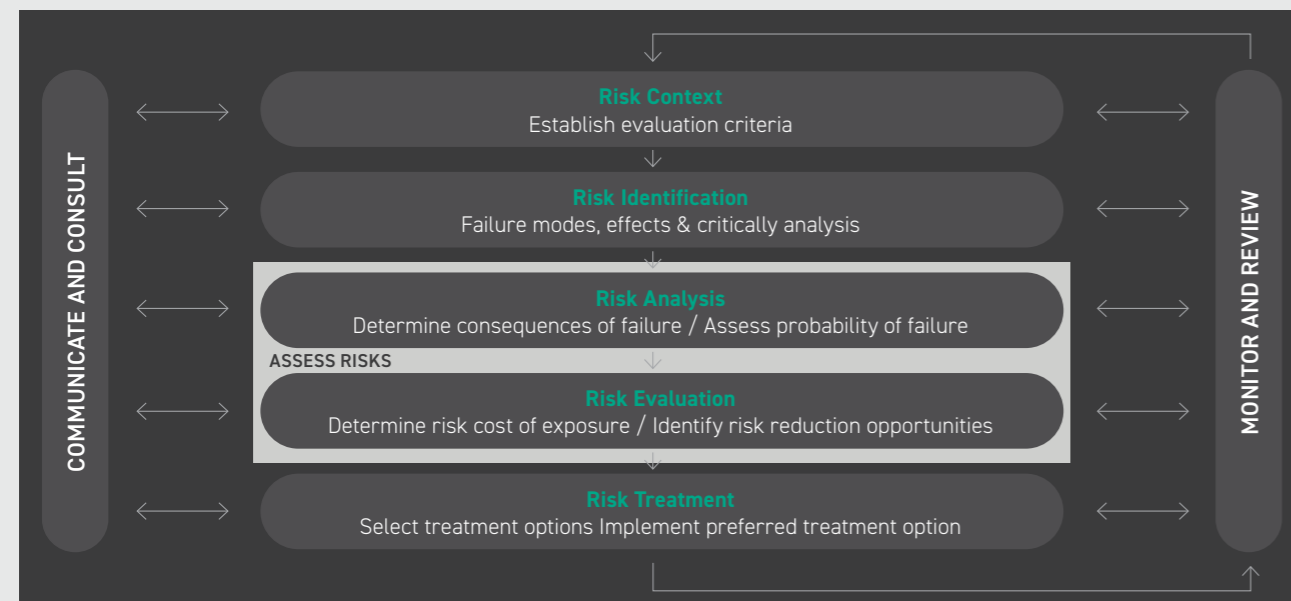 COMMUNICATE AND CONSULT
Risk Context
Establish evaluation criteria
Risk Identification
Failure modes, effects & critically analysis
Risk Analysis
Determine consequences of failure / Assess probability of failure
ASSESS RISKS
Risk Evaluation
Determine risk cost of exposure / Identify risk reduction opportunities
Risk Treatment
Select treatment options Implement preferred treatment option
MONITOR AND REVIEW